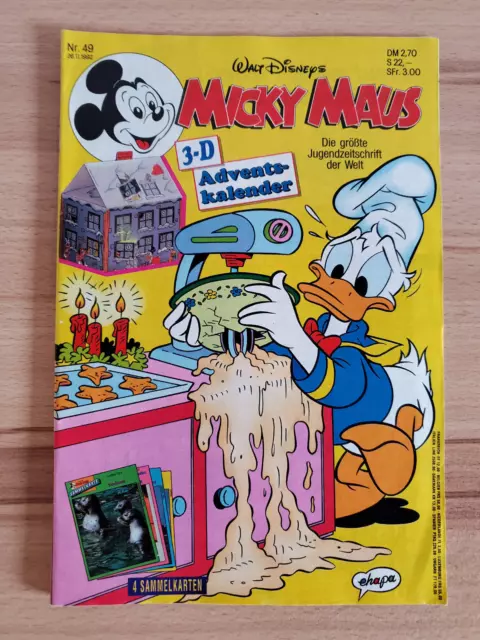 Nr. 49
DM 2,70
S 22,–
SFr. 3.00
WALT DISNEYS
MICKY MAUS
Die größte
Jugendzeitschrift
der Welt
3-D
Advents-
kalender
4 SAMMELKARTEN
ehapa